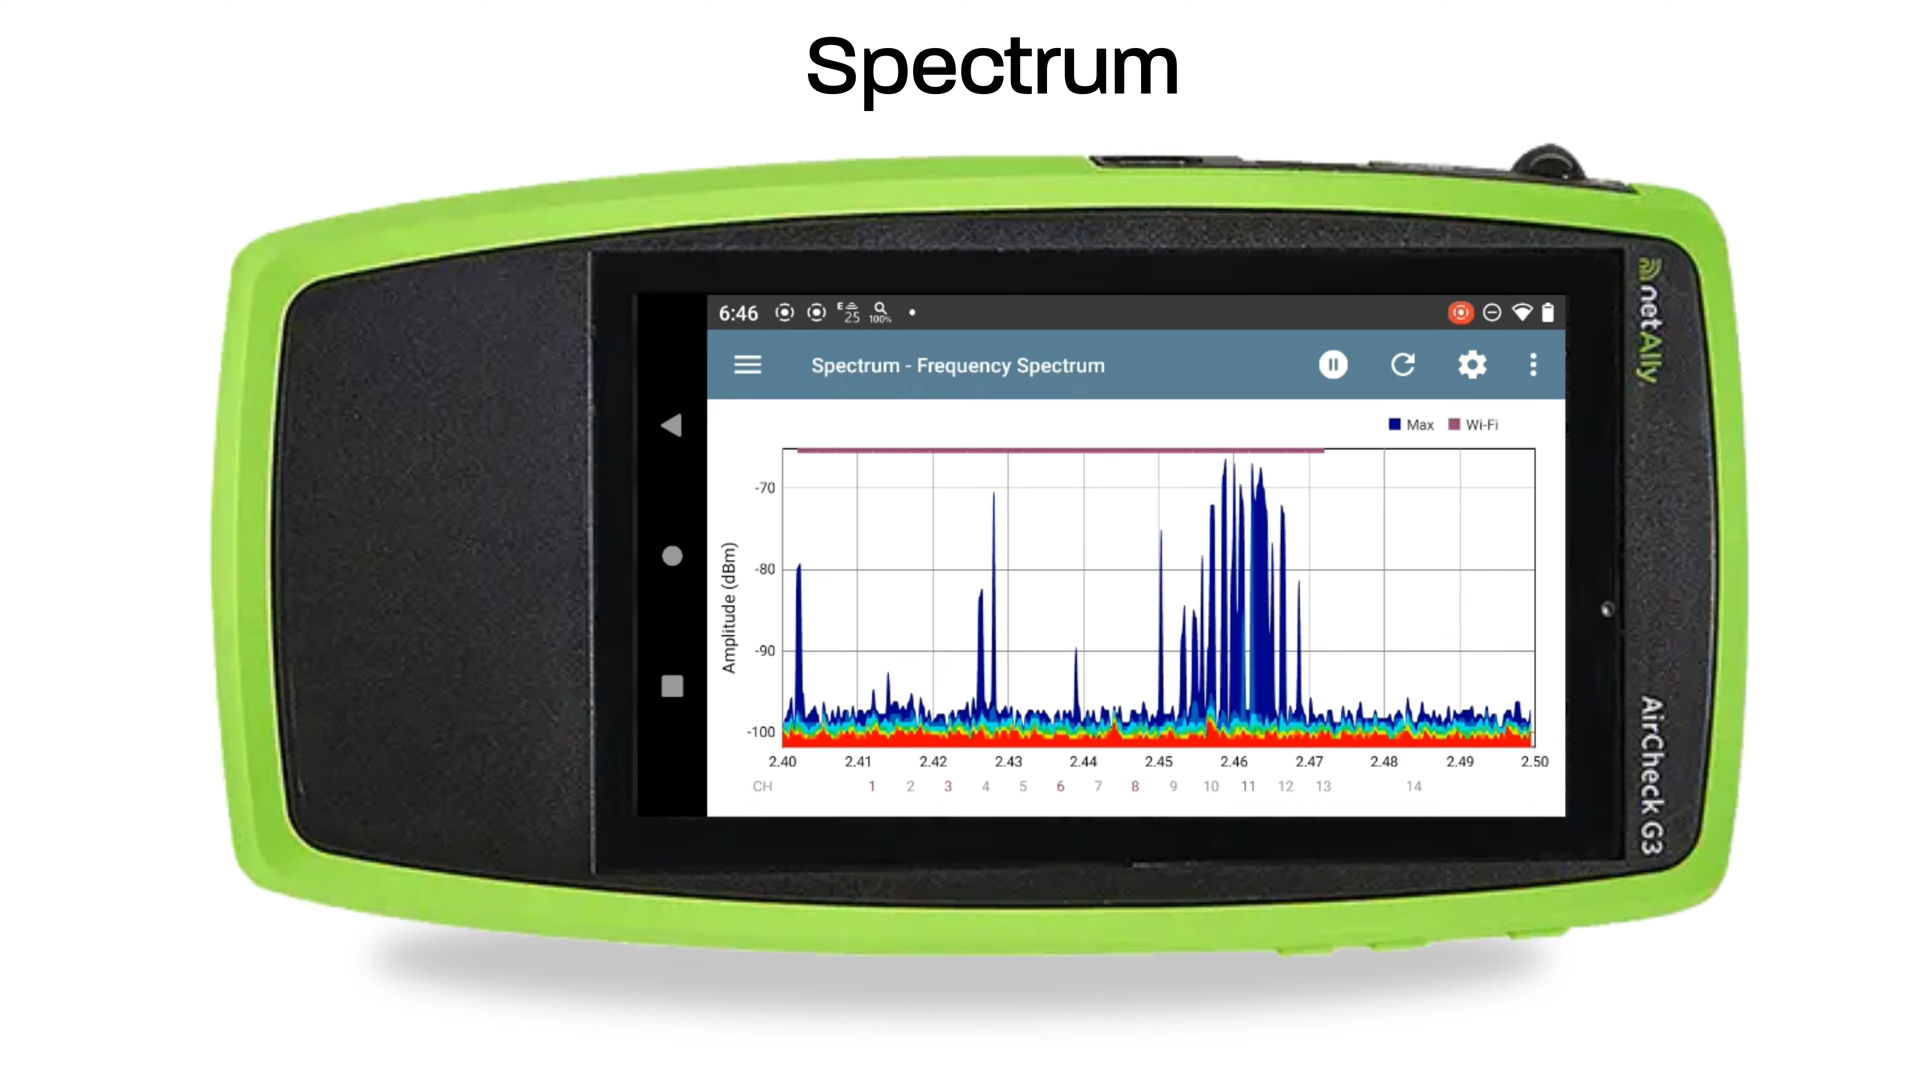 Spectrum
netAlly
AirCheck G3
6:46 E 25 100%
Spectrum - Frequency Spectrum
Max Wi-Fi
Amplitude (dBm)
-70
-80
-90
-100
2.40 2.41 2.42 2.43 2.44 2.45 2.46 2.47 2.48 2.49 2.50
CH 1 2 3 4 5 6 7 8 9 10 11 12 13 14